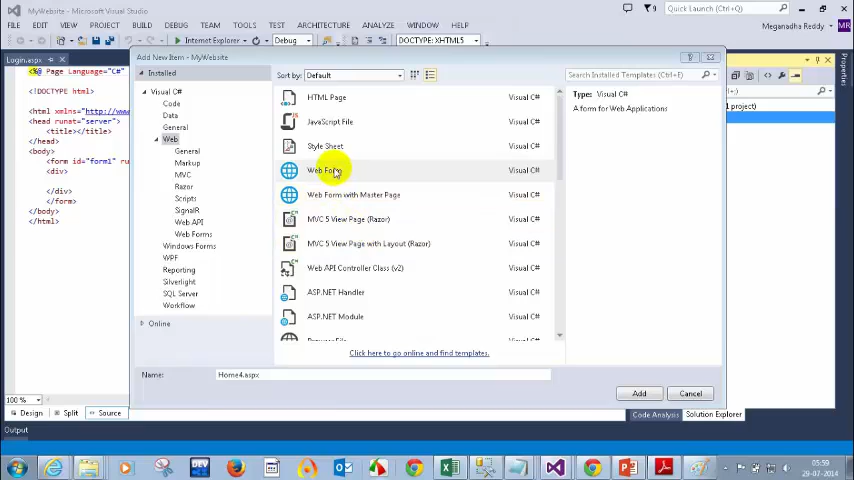 MyWebsite - Microsoft Visual Studio
9
Quick Launch (Ctrl+Q)
FILE EDIT VIEW WEBSITE BUILD DEBUG TEAM TOOLS TEST ARCHITECTURE ANALYZE WINDOW HELP
Meganadha Reddy MR
Internet Explorer Debug DOCTYPE: XHTML5
Login.aspx
Add New Item - MyWebsite
<%@ Page Language="C#"
Installed
Sort by: Default
Search Installed Templates (Ctrl+E)
Properties
<!DOCTYPE html>
Visual C#
Code
Data
General
Web
General
Markup
MVC
Razor
Scripts
SignalR
Web API
Web Forms
Windows Forms
WPF
Reporting
Silverlight
SQL Server
Workflow
Online
HTML Page Visual C#
JavaScript File Visual C#
Style Sheet Visual C#
Web Form Visual C#
Web Form with Master Page Visual C#
MVC 5 View Page (Razor) Visual C#
MVC 5 View Page with Layout (Razor) Visual C#
Web API Controller Class (v2) Visual C#
ASP.NET Handler Visual C#
ASP.NET Module Visual C#
Type: Visual C#
A form for Web Applications
1 project)
<html xmlns="http://www
<head runat="server">
<title></title>
</head>
<body>
<form id="form1" ru
<div>
</div>
</form>
</body>
</html>
Click here to go online and find templates.
Name: Home4.aspx
Add Cancel
100 %
Design Split Source
Code Analysis Solution Explorer
Output
DEV
05:59
29-07-2014